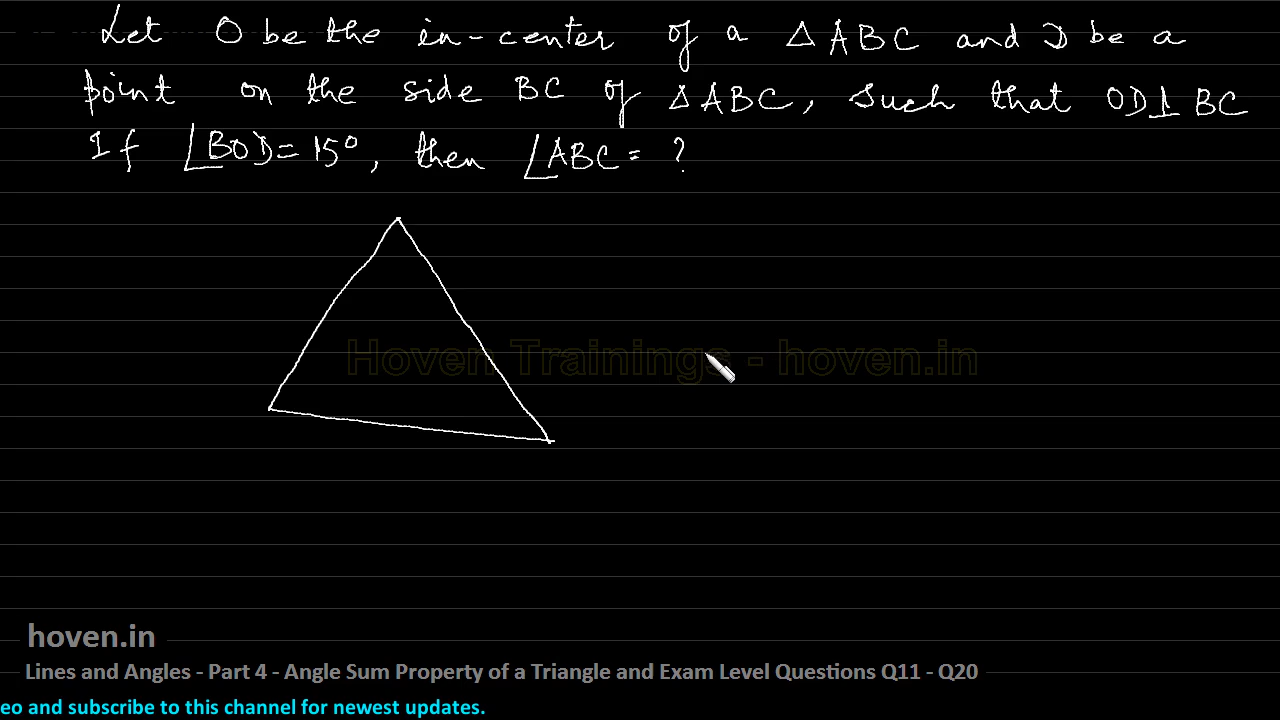 Let O be the in-center of a △ABC and D be a
point on the side BC of △ABC, such that OD⊥BC
If ∠BOD=15°, then ∠ABC= ?
Hoven Trainings - hoven.in
hoven.in
Lines and Angles - Part 4 - Angle Sum Property of a Triangle and Exam Level Questions Q11 - Q20
eo and subscribe to this channel for newest updates.